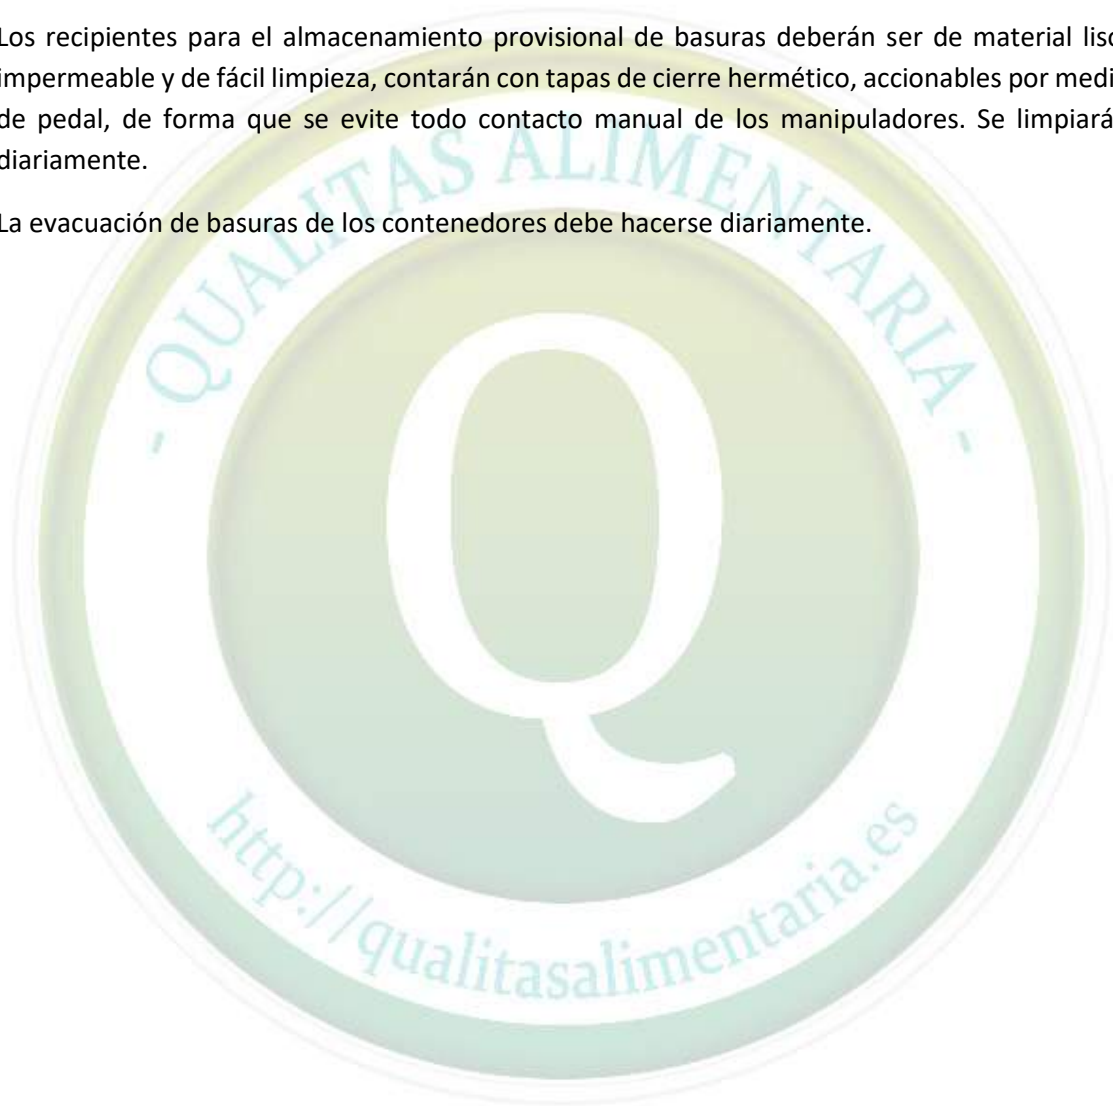 Los recipientes para el almacenamiento provisional de basuras deberán ser de material liso
impermeable y de fácil limpieza, contarán con tapas de cierre hermético, accionables por medi
de pedal, de forma que se evite todo contacto manual de los manipuladores. Se limpiará
diariamente.
La evacuación de basuras de los contenedores debe hacerse diariamente.
- QUALITAS ALIMENTARIA -
Q
http://qualitasalimentaria.es